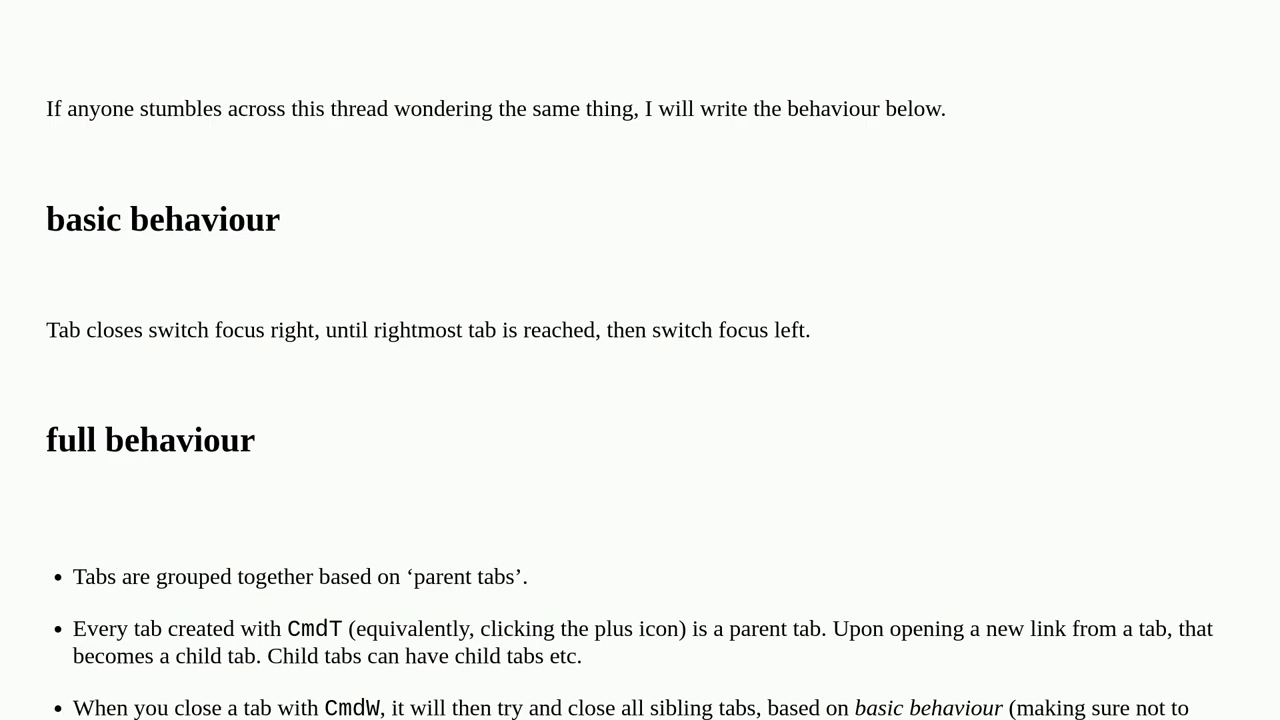 If anyone stumbles across this thread wondering the same thing, I will write the behaviour below.
basic behaviour
Tab closes switch focus right, until rightmost tab is reached, then switch focus left.
full behaviour
• Tabs are grouped together based on ‘parent tabs’.
• Every tab created with CmdT (equivalently, clicking the plus icon) is a parent tab. Upon opening a new link from a tab, that
becomes a child tab. Child tabs can have child tabs etc.
• When you close a tab with CmdW, it will then try and close all sibling tabs, based on basic behaviour (making sure not to